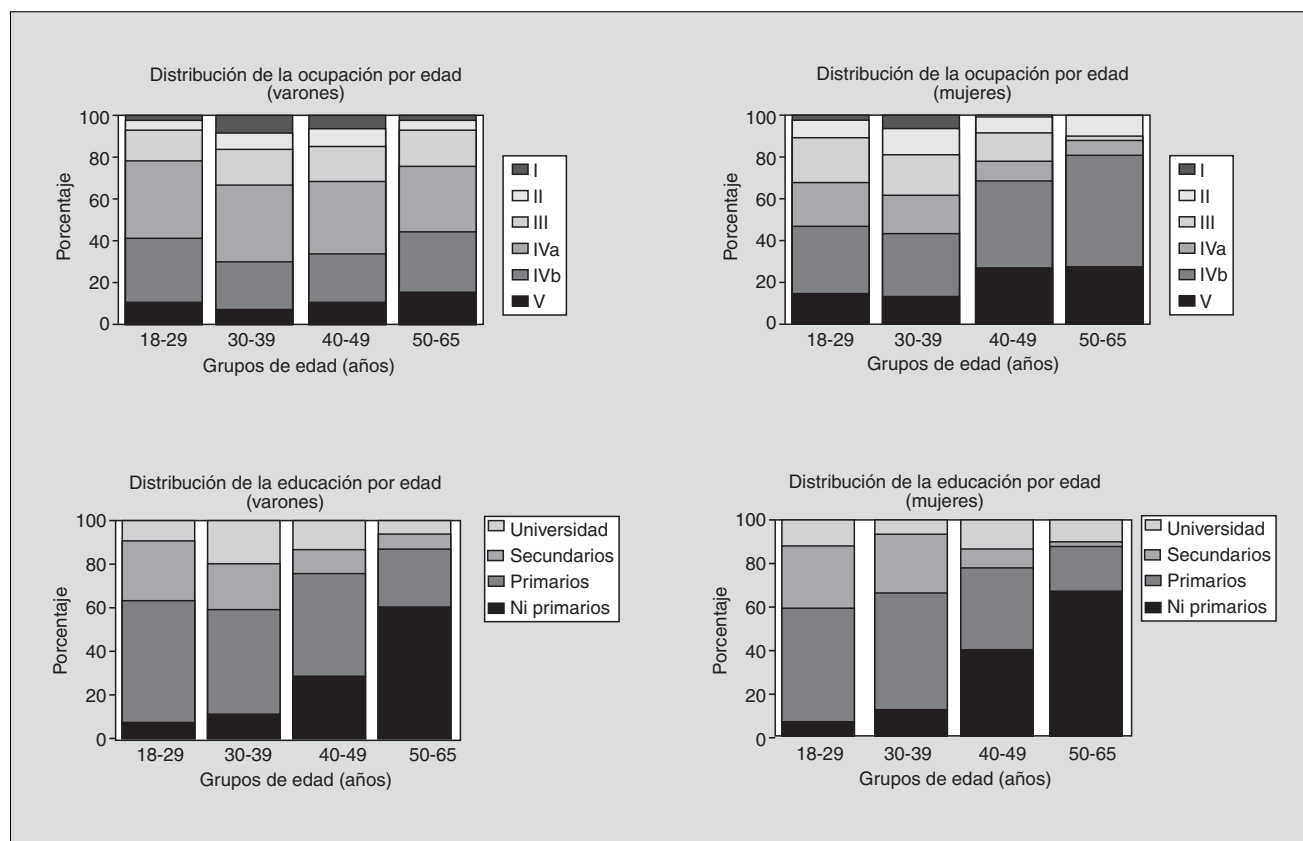 Distribución de la ocupación por edad
(varones)
100
80
60
40
20
0
Porcentaje
18-29 30-39 40-49 50-65
Grupos de edad (años)
I
II
III
IVa
IVb
V
Distribución de la ocupación por edad
(mujeres)
100
80
60
40
20
0
Porcentaje
18-29 30-39 40-49 50-65
Grupos de edad (años)
I
II
III
IVa
IVb
V
Distribución de la educación por edad
(varones)
100
80
60
40
20
0
Porcentaje
18-29 30-39 40-49 50-65
Grupos de edad (años)
Universidad
Secundarios
Primarios
Ni primarios
Distribución de la educación por edad
(mujeres)
100
80
60
40
20
0
Porcentaje
18-29 30-39 40-49 50-65
Grupos de edad (años)
Universidad
Secundarios
Primarios
Ni primarios